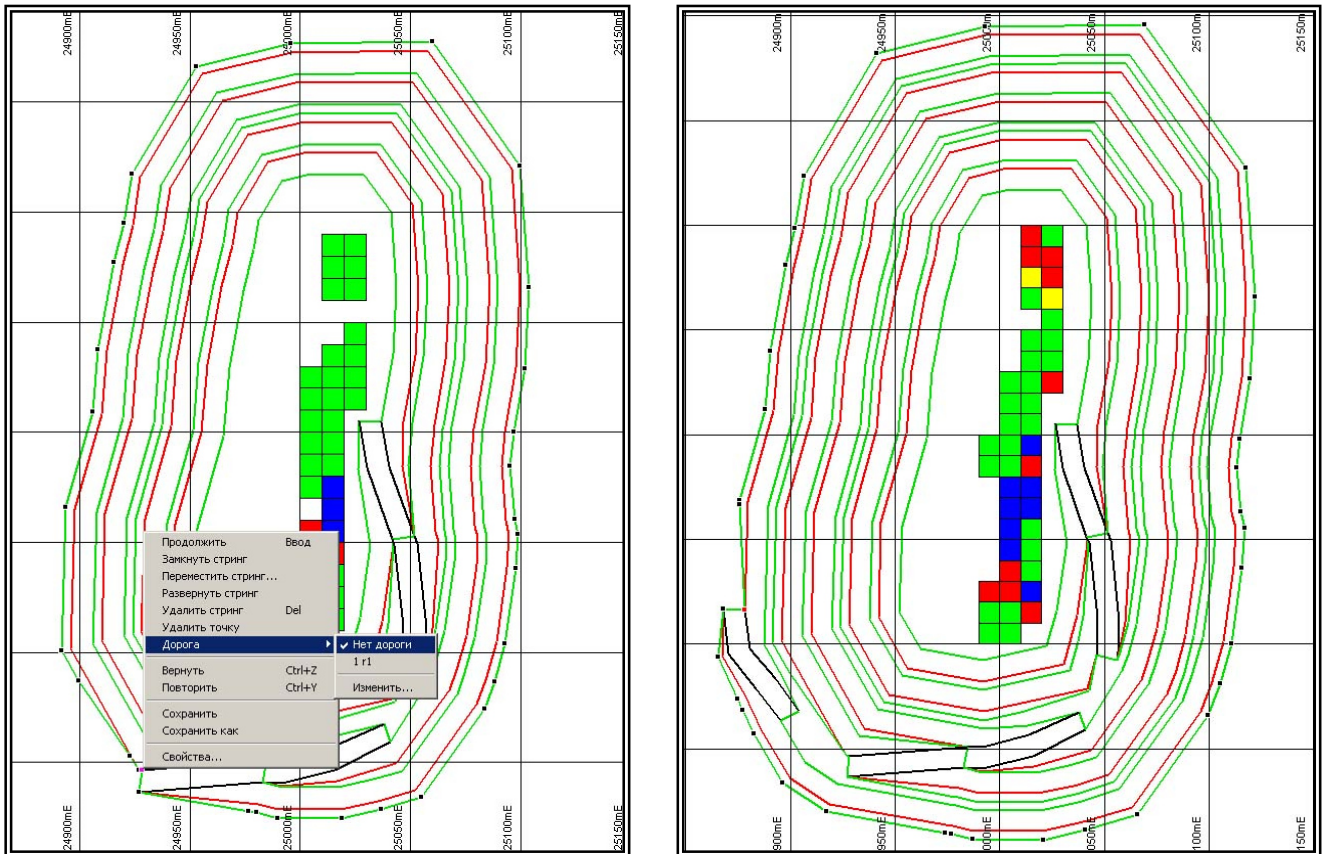 24900mE
24950mE
25000mE
25050mE
25100mE
25150mE
Продолжить Ввод
Замкнуть стринг
Переместить стринг...
Развернуть стринг
Удалить стринг Del
Удалить точку
Дорога
Нет дороги
1 r1
Изменить...
Вернуть Ctrl+Z
Повторить Ctrl+Y
Сохранить
Сохранить как
Свойства...
24900mE
24950mE
25000mE
25050mE
25100mE
25150mE
24900m
24950m
25000m
25050m
25100m
25150m
900mE
950mE
000mE
050mE
100mE
150mE